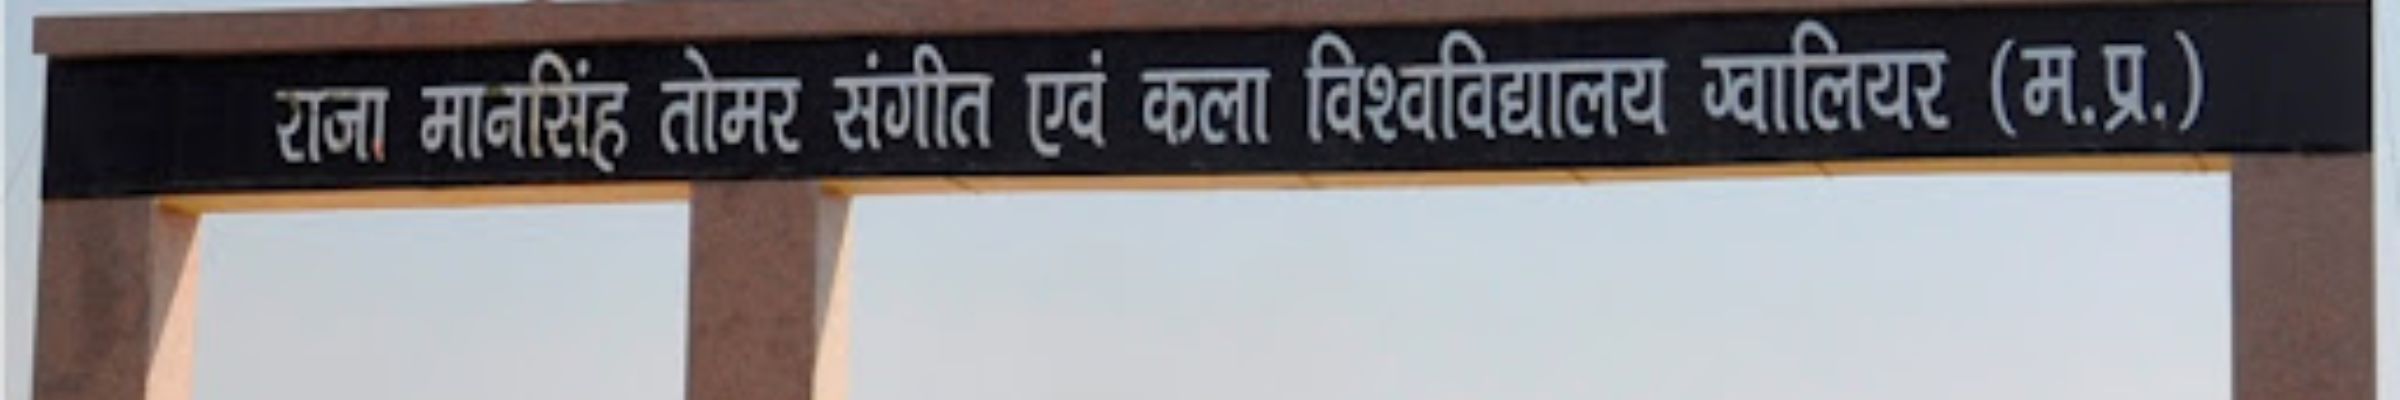 राजा मानसिंह तोमर संगीत एवं कला विश्वविद्यालय ग्वालियर (म.प्र.)